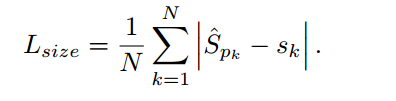 L_{size} = \frac{1}{N} \sum_{k=1}^{N} \left| \hat{S}_{p_k} - s_k \right| .